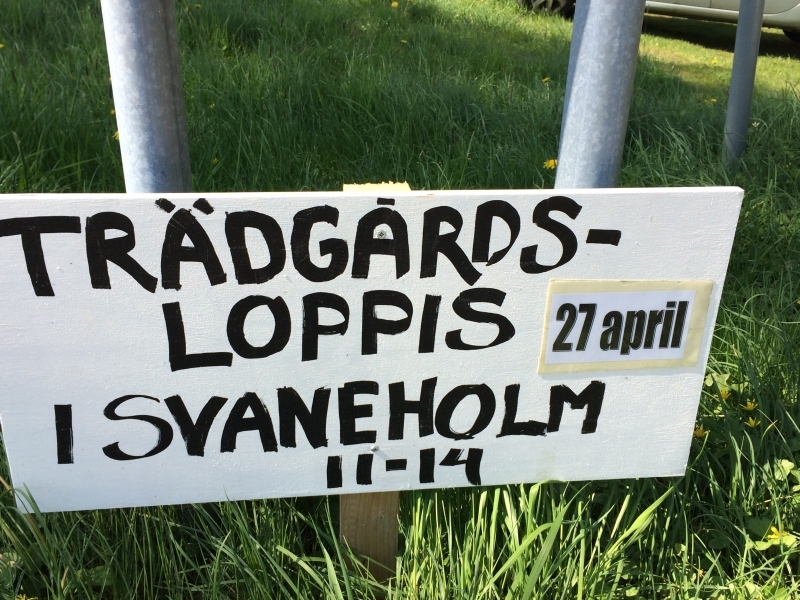 TRÄDGÅRDS-
LOPPIS
27 april
I SVANEHOLM
11-14